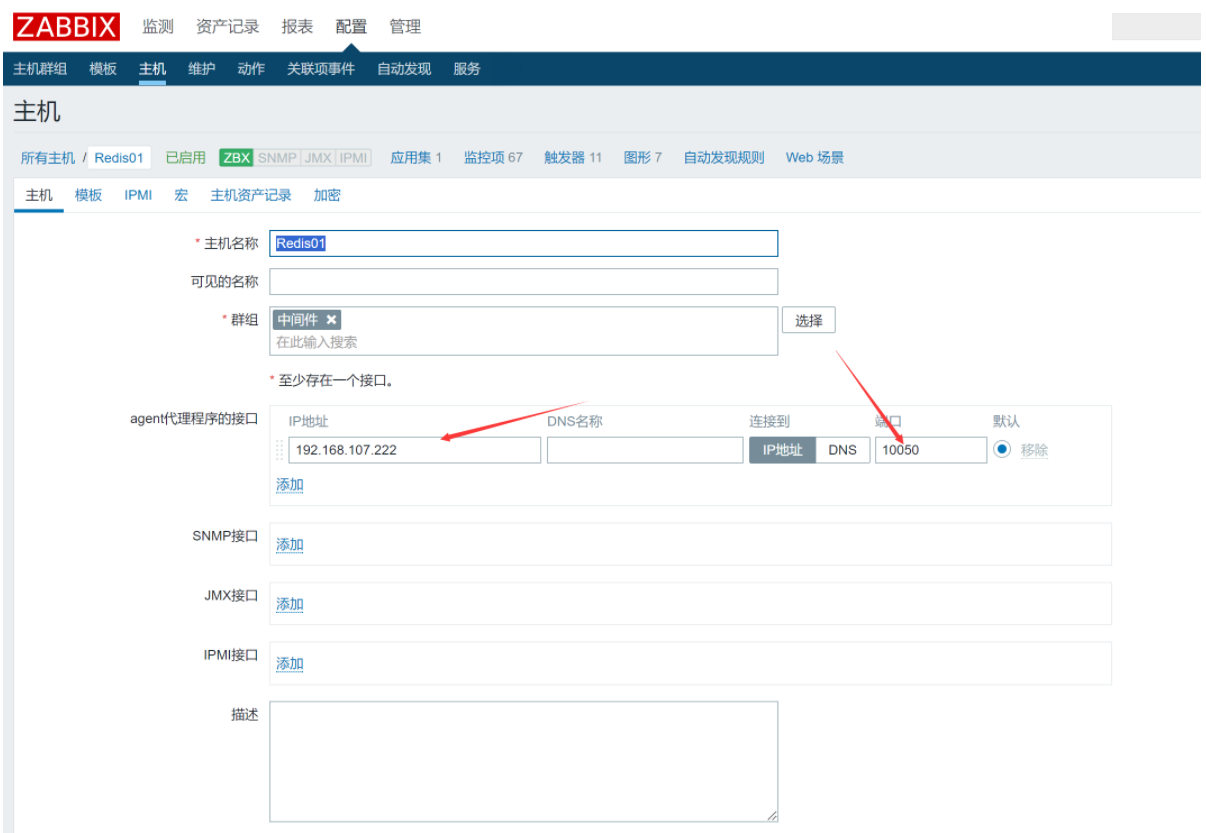 ZABBIX 监测 资产记录 报表 配置 管理
主机群组 模板 主机 维护 动作 关联项事件 自动发现 服务
主机
所有主机 / Redis01 已启用 ZBX SNMP JMX IPMI 应用集 1 监控项 67 触发器 11 图形 7 自动发现规则 Web 场景
主机 模板 IPMI 宏 主机资产记录 加密
* 主机名称 Redis01
可见的名称
* 群组 中间件 ✖ 选择
在此输入搜索
* 至少存在一个接口。
agent代理程序的接口 IP地址 DNS名称 连接到 端口 默认
192.168.107.222 IP地址 DNS 10050 移除
添加
SNMP接口 添加
JMX接口 添加
IPMI接口 添加
描述